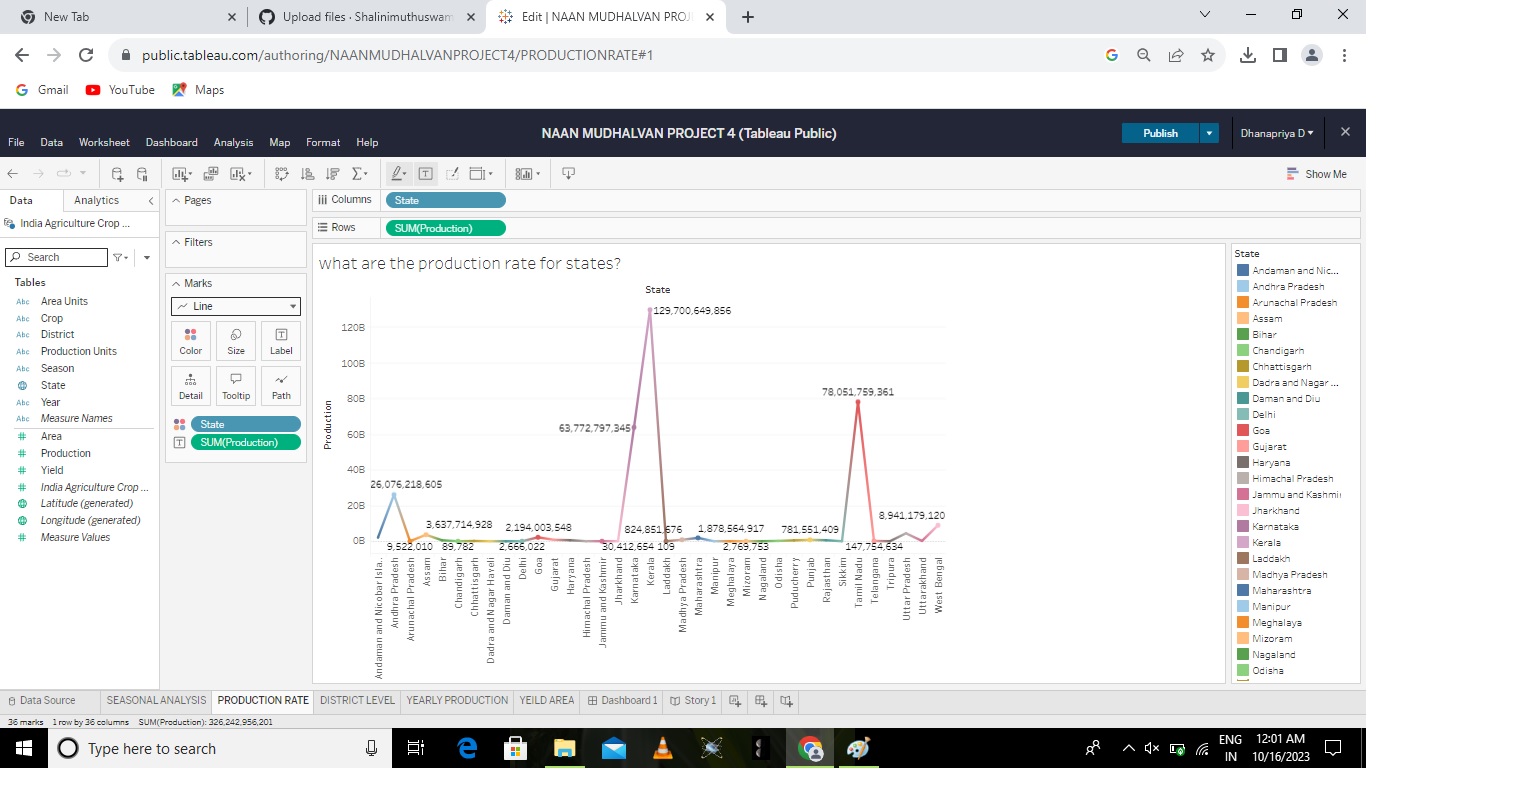 New Tab
Upload files · Shalinimuthuswam
Edit | NAAN MUDHALVAN PROJ
public.tableau.com/authoring/NAANMUDHALVANPROJECT4/PRODUCTIONRATE#1
Gmail YouTube Maps
NAAN MUDHALVAN PROJECT 4 (Tableau Public)
Publish
Dhanapriya D
File Data Worksheet Dashboard Analysis Map Format Help
Show Me
Data Analytics
India Agriculture Crop ...
Search
Tables
Abc Area Units
Abc Crop
Abc District
Abc Production Units
Abc Season
State
Abc Year
Abc Measure Names
# Area
# Production
# Yield
# India Agriculture Crop ...
Latitude (generated)
Longitude (generated)
# Measure Values
Pages
Filters
Marks
Line
Color Size Label
Detail Tooltip Path
State
SUM(Production)
Columns State
Rows SUM(Production)
what are the production rate for states?
State
Production
120B
100B
80B
60B
40B
20B
0B
129,700,649,856
78,051,759,361
63,772,797,345
26,076,218,605
3,637,714,928
2,194,003,548
824,851,676
1,878,564,917
781,551,409
8,941,179,120
9,522,010
89,782
2,666,022
30,412,654
109
2,769,753
147,754,634
Andaman and Nicobar Isla..
Andhra Pradesh
Arunachal Pradesh
Assam
Bihar
Chandigarh
Chhattisgarh
Dadra and Nagar Haveli
Daman and Diu
Delhi
Goa
Gujarat
Haryana
Himachal Pradesh
Jammu and Kashmir
Jharkhand
Karnataka
Kerala
Laddakh
Madhya Pradesh
Maharashtra
Manipur
Meghalaya
Mizoram
Nagaland
Odisha
Puducherry
Punjab
Rajasthan
Sikkim
Tamil Nadu
Telangana
Tripura
Uttar Pradesh
Uttarakhand
West Bengal
State
Andaman and Nic...
Andhra Pradesh
Arunachal Pradesh
Assam
Bihar
Chandigarh
Chhattisgarh
Dadra and Nagar ...
Daman and Diu
Delhi
Goa
Gujarat
Haryana
Himachal Pradesh
Jammu and Kashmir
Jharkhand
Karnataka
Kerala
Laddakh
Madhya Pradesh
Maharashtra
Manipur
Meghalaya
Mizoram
Nagaland
Odisha
Data Source
SEASONAL ANALYSIS
PRODUCTION RATE
DISTRICT LEVEL
YEARLY PRODUCTION
YEILD AREA
Dashboard 1
Story 1
36 marks 1 row by 36 columns SUM(Production): 326,242,956,201
Type here to search
ENG
IN
12:01 AM
10/16/2023